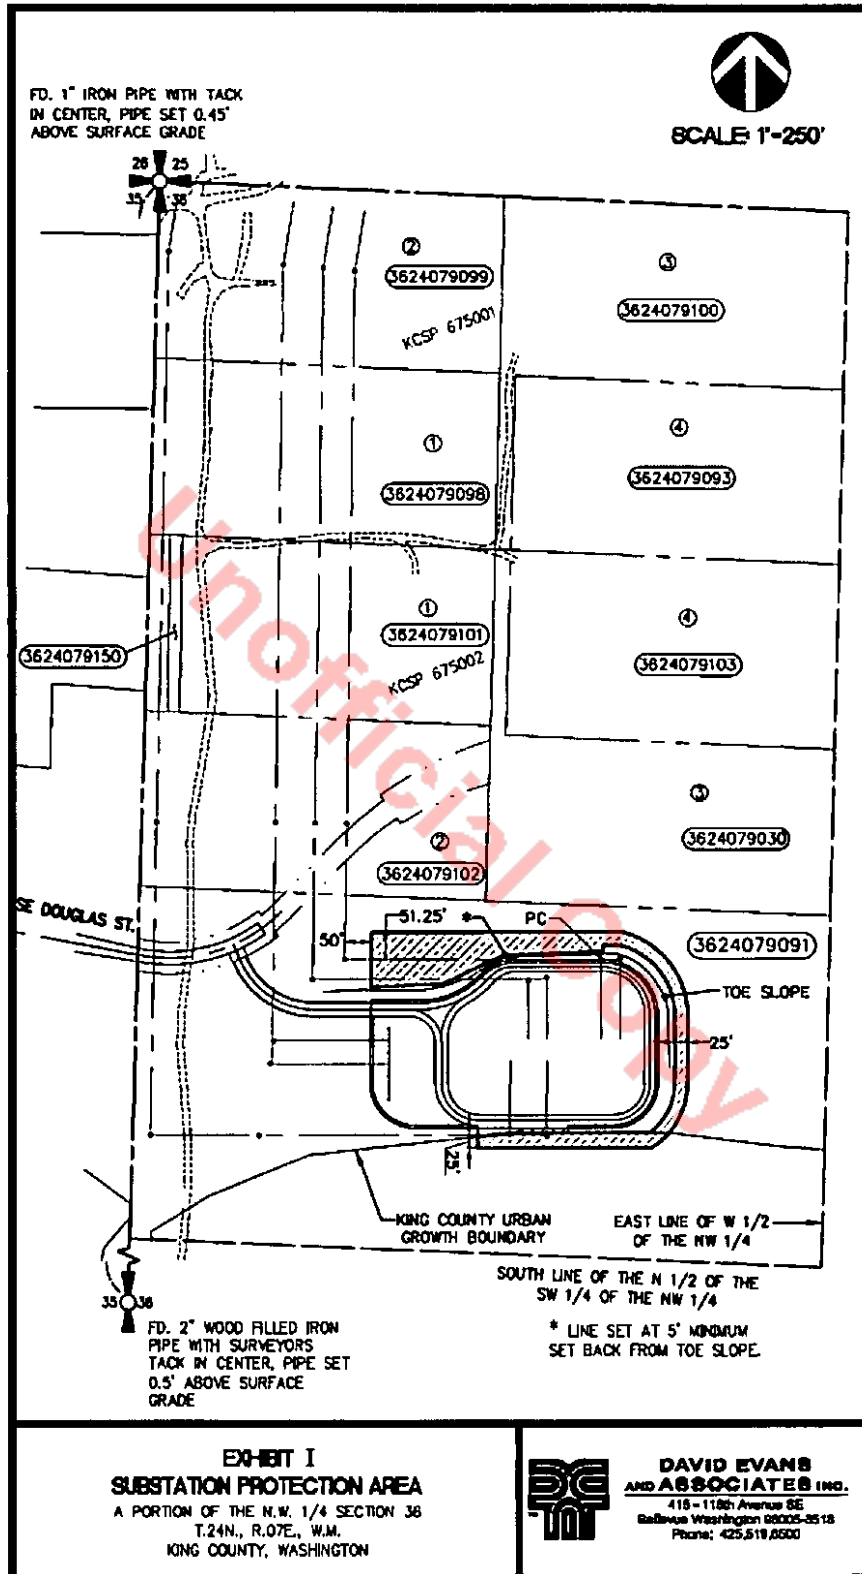 FD. 1" IRON PIPE WITH TACK
IN CENTER, PIPE SET 0.45'
ABOVE SURFACE GRADE
SCALE: 1"=250'
26 25
35 36
2
3624079099
KCSP 675001
3
3624079100
1
3624079098
4
3624079093
1
3624079101
KCSP 675002
4
3624079103
3624079150
3
3624079030
2
3624079102
SE DOUGLAS ST.
51.25' * PC
50'
3624079091
TOE SLOPE
25'
25'
KING COUNTY URBAN
GROWTH BOUNDARY
EAST LINE OF W 1/2
OF THE NW 1/4
SOUTH LINE OF THE N 1/2 OF THE
SW 1/4 OF THE NW 1/4
35 36
* LINE SET AT 5' MINIMUM
SET BACK FROM TOE SLOPE.
FD. 2" WOOD FILLED IRON
PIPE WITH SURVEYORS
TACK IN CENTER, PIPE SET
0.5' ABOVE SURFACE
GRADE
Unofficial Copy
EXHIBIT I
SUBSTATION PROTECTION AREA
A PORTION OF THE N.W. 1/4 SECTION 36
T.24N., R.07E., W.M.
KING COUNTY, WASHINGTON
DAVID EVANS
AND ASSOCIATES INC.
415 - 118th Avenue SE
Bellevue Washington 98005-3518
Phone: 425.519.6500